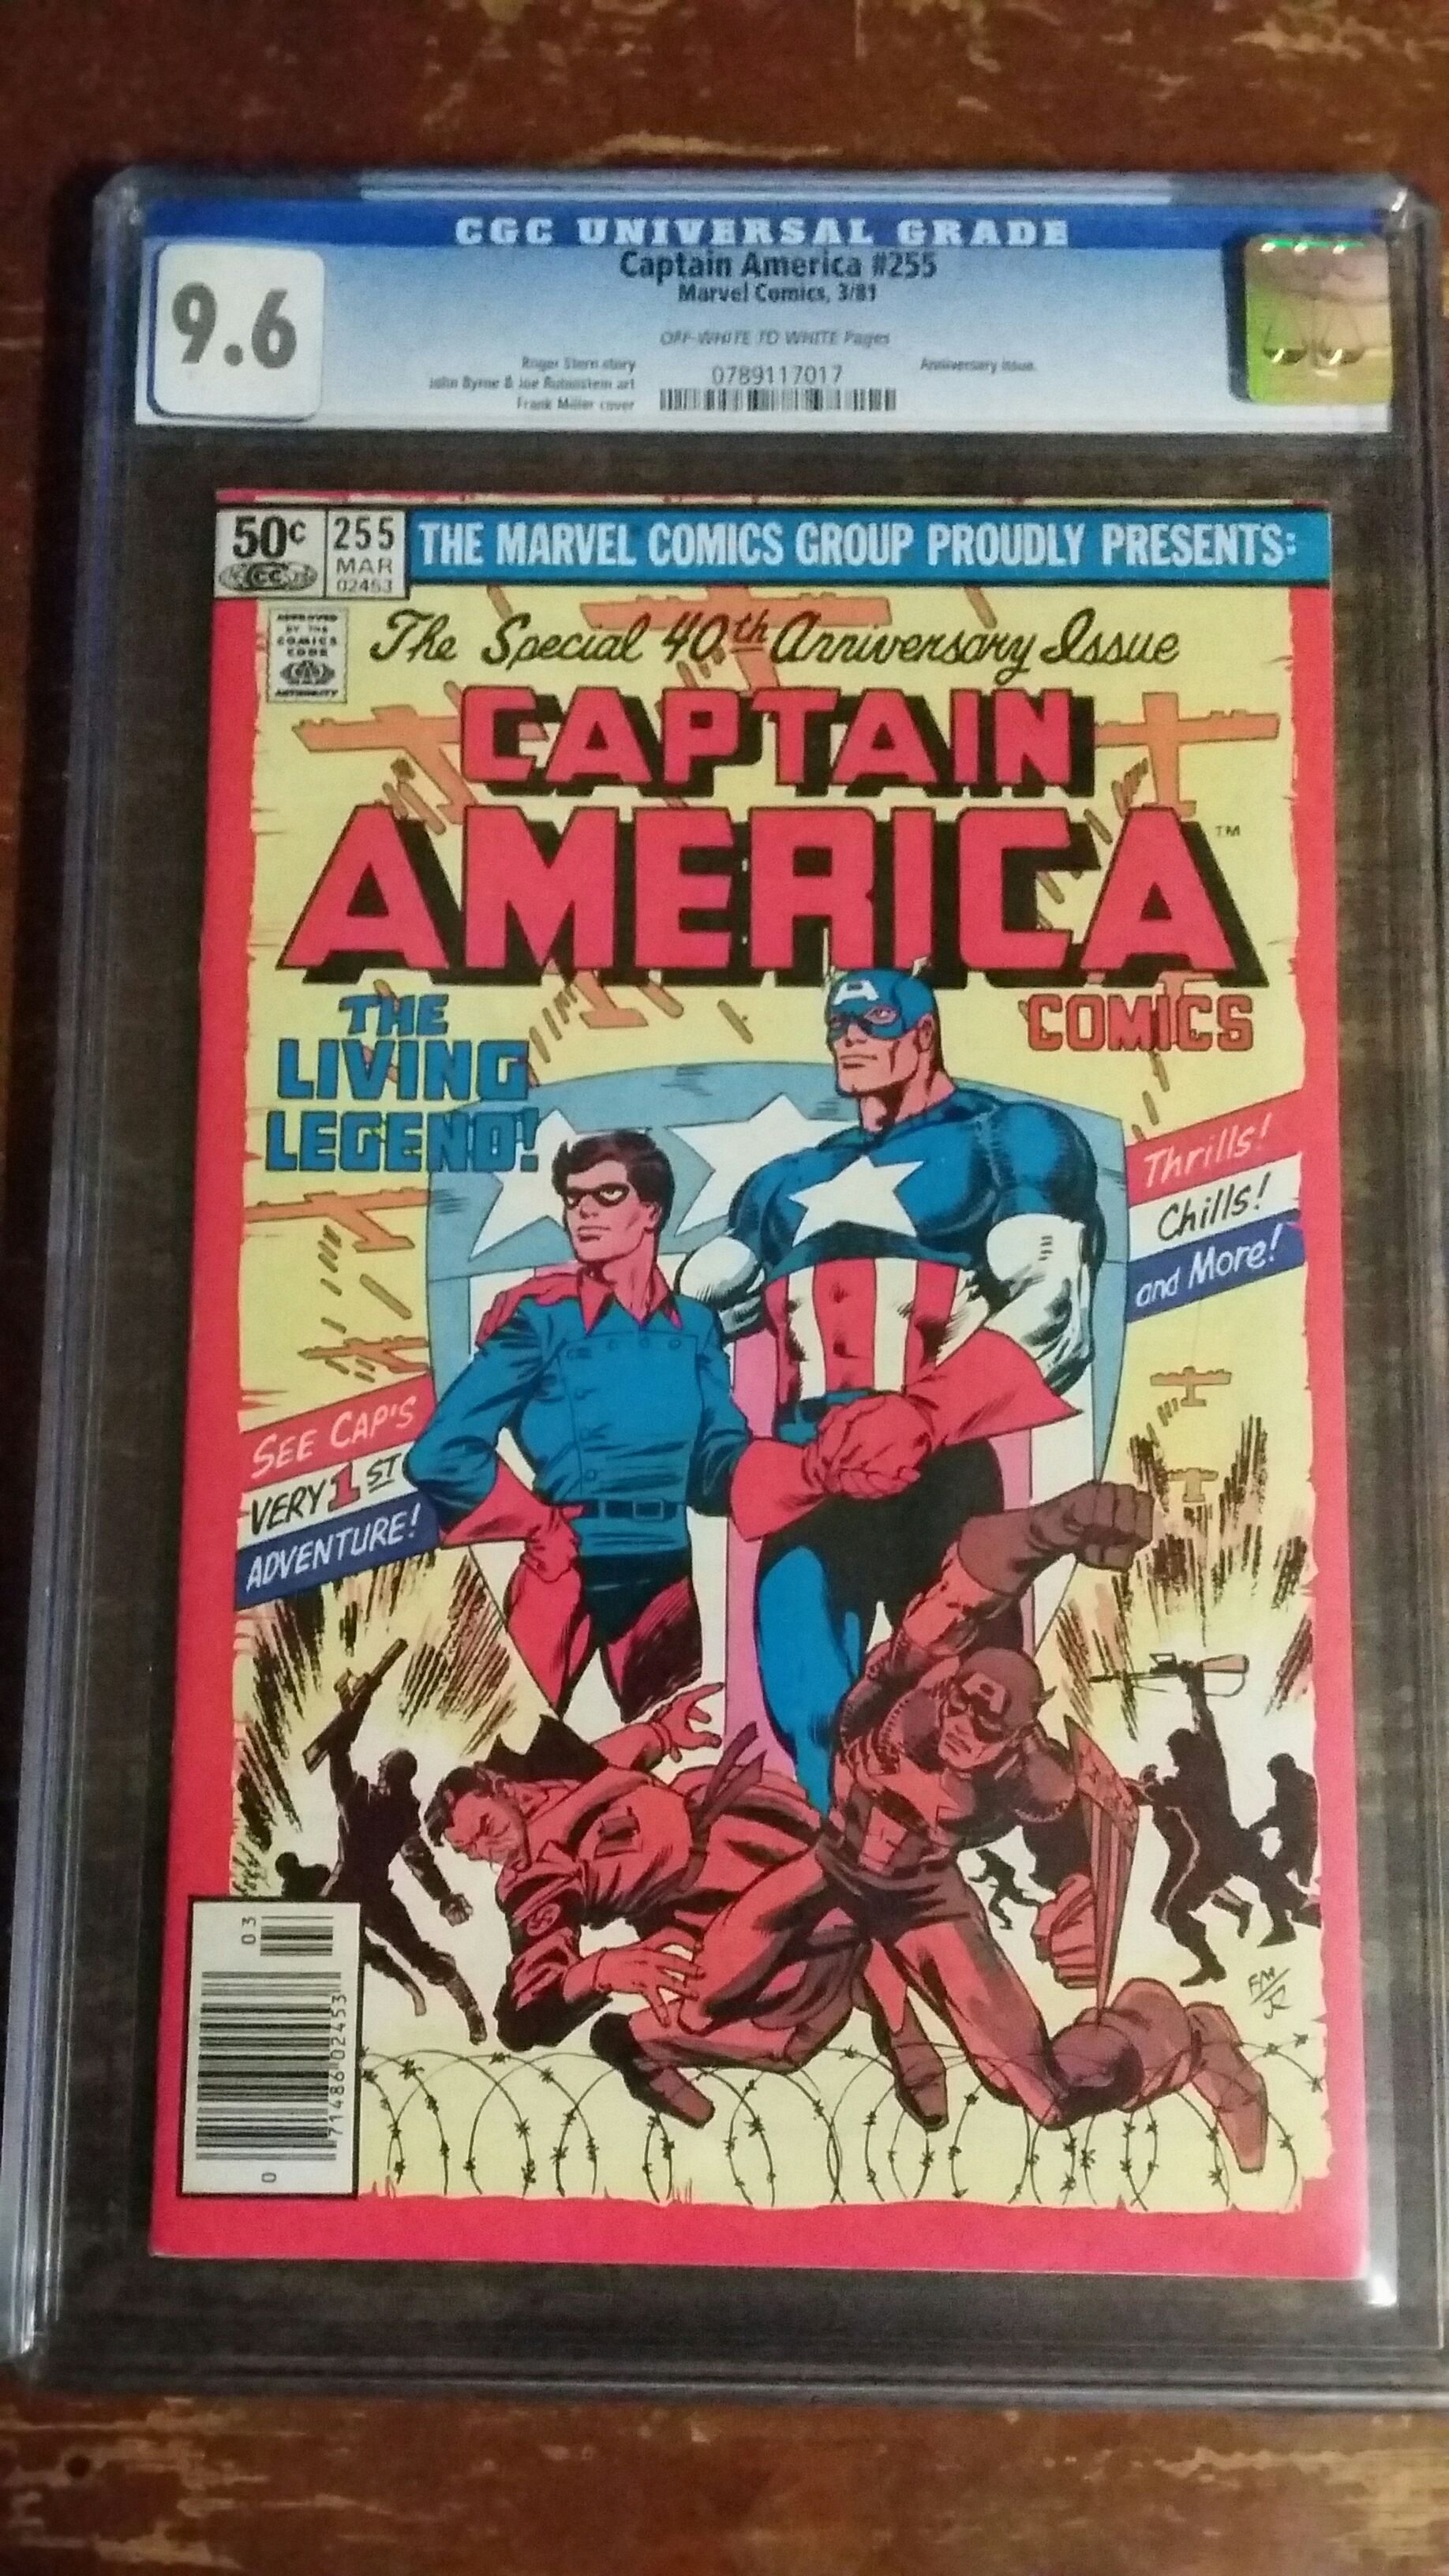 CGC UNIVERSAL GRADE
9.6
Captain America #255
Marvel Comics, 3/81
OFF-WHITE TO WHITE Pages
Roger Stern story
John Byrne & Joe Rubinstein art
Frank Miller cover
0789117017
Anniversary issue.
50¢
CC
255
MAR
02453
THE MARVEL COMICS GROUP PROUDLY PRESENTS:
APPROVED
BY THE
COMICS
CODE
AUTHORITY
The Special 40th Anniversary Issue
CAPTAIN
AMERICA
TM
COMICS
THE
LIVING
LEGEND!
A
Thrills!
Chills!
and More!
SEE CAP'S
VERY 1ST
ADVENTURE!
A
FM/
JR
03
71486 02453
0